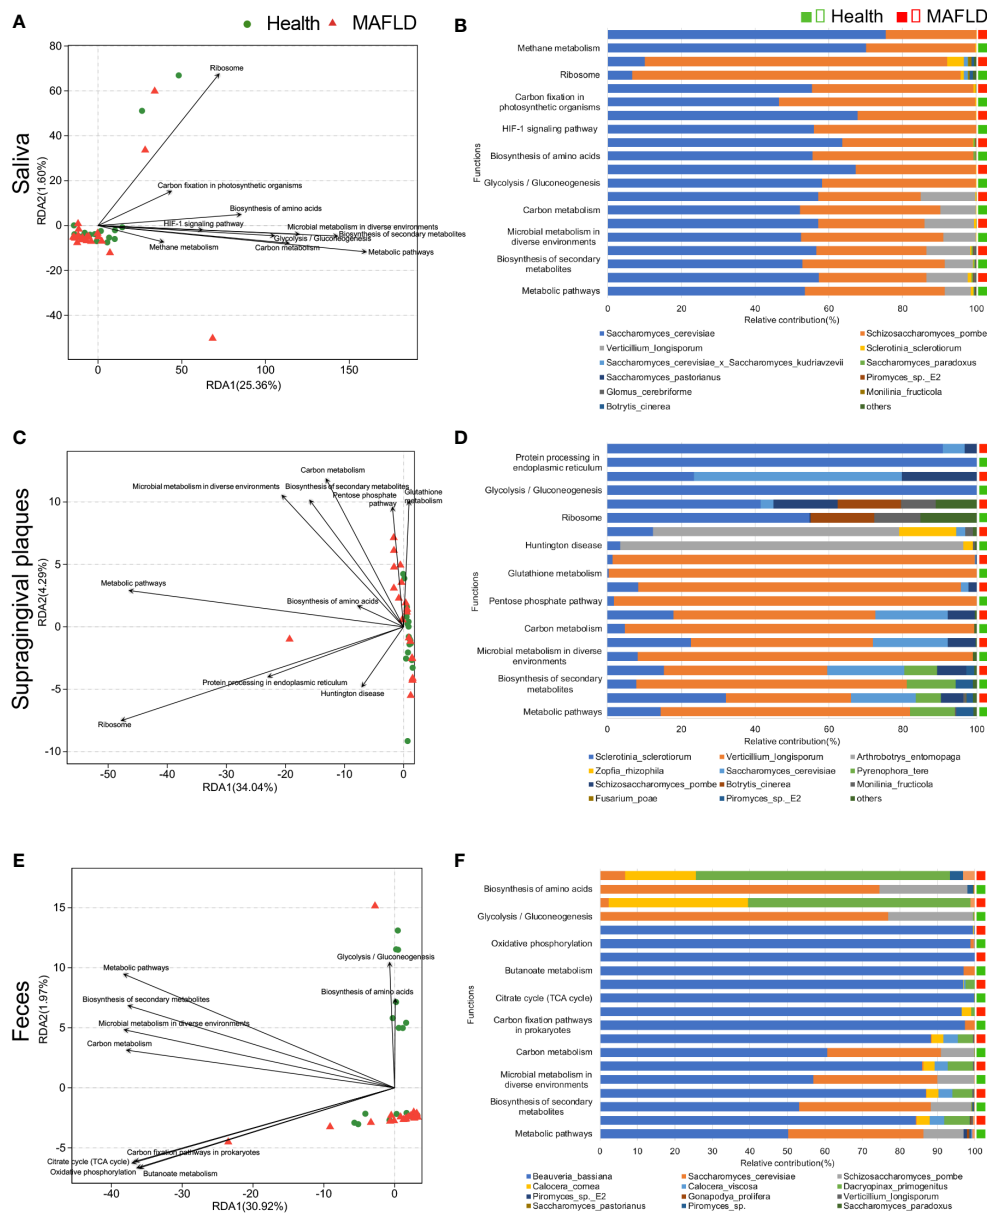 A
Health MAFLD
80
60
40
20
0
-20
-40
0
50
100
150
RDA1(25.36%)
RDA2(1.60%)
Saliva
Ribosome
Carbon fixation in photosynthetic organisms
Biosynthesis of amino acids
HIF-1 signaling pathway
Microbial metabolism in diverse environments
Biosynthesis of secondary metabolites
Glycolysis / Gluconeogenesis
Methane metabolism
Carbon metabolism
Metabolic pathways
B
Health MAFLD
Functions
Methane metabolism
Ribosome
Carbon fixation in
photosynthetic organisms
HIF-1 signaling pathway
Biosynthesis of amino acids
Glycolysis / Gluconeogenesis
Carbon metabolism
Microbial metabolism in
diverse environments
Biosynthesis of secondary
metabolites
Metabolic pathways
0 20 40 60 80 100
Relative contribution(%)
Saccharomyces_cerevisiae Schizosaccharomyces_pombe
Verticillium_longisporum Sclerotinia_sclerotiorum
Saccharomyces_cerevisiae_x_Saccharomyces_kudriavzevii Saccharomyces_paradoxus
Saccharomyces_pastorianus Piromyces_sp._E2
Glomus_cerebriforme Monilinia_fructicola
Botrytis_cinerea others
C
10
5
0
-5
-10
-50 -40 -30 -20 -10 0
RDA1(34.04%)
RDA2(4.29%)
Supragingival plaques
Carbon metabolism
Microbial metabolism in diverse environments
Biosynthesis of secondary metabolites
Pentose phosphate
pathway
Glutathione
metabolism
Metabolic pathways
Biosynthesis of amino acids
Protein processing in endoplasmic reticulum
Huntington disease
Ribosome
D
Functions
Protein processing in
endoplasmic reticulum
Glycolysis / Gluconeogenesis
Ribosome
Huntington disease
Glutathione metabolism
Pentose phosphate pathway
Carbon metabolism
Microbial metabolism in diverse
environments
Biosynthesis of secondary
metabolites
Metabolic pathways
0 20 40 60 80 100
Relative contribution(%)
Sclerotinia_sclerotiorum Verticillium_longisporum Arthrobotrys_entomopaga
Zopfia_rhizophila Saccharomyces_cerevisiae Pyrenophora_tere
Schizosaccharomyces_pombe Botrytis_cinerea Monilinia_fructicola
Fusarium_poae Piromyces_sp._E2 others
E
15
10
5
0
-5
-40 -30 -20 -10 0
RDA1(30.92%)
RDA2(1.97%)
Feces
Glycolysis / Gluconeogenesis
Metabolic pathways
Biosynthesis of amino acids
Biosynthesis of secondary metabolites
Microbial metabolism in diverse environments
Carbon metabolism
Carbon fixation pathways in prokaryotes
Citrate cycle (TCA cycle)
Oxidative phosphorylation
Butanoate metabolism
F
Functions
Biosynthesis of amino acids
Glycolysis / Gluconeogenesis
Oxidative phosphorylation
Butanoate metabolism
Citrate cycle (TCA cycle)
Carbon fixation pathways
in prokaryotes
Carbon metabolism
Microbial metabolism
in diverse environments
Biosynthesis of secondary
metabolites
Metabolic pathways
0 10 20 30 40 50 60 70 80 90 100
Relative contribution(%)
Beauveria_bassiana Saccharomyces_cerevisiae Schizosaccharomyces_pombe
Calocera_cornea Calocera_viscosa Dacryopinax_primogenitus
Piromyces_sp._E2 Gonapodya_prolifera Verticillium_longisporum
Saccharomyces_pastorianus Piromyces_sp. Saccharomyces_paradoxus